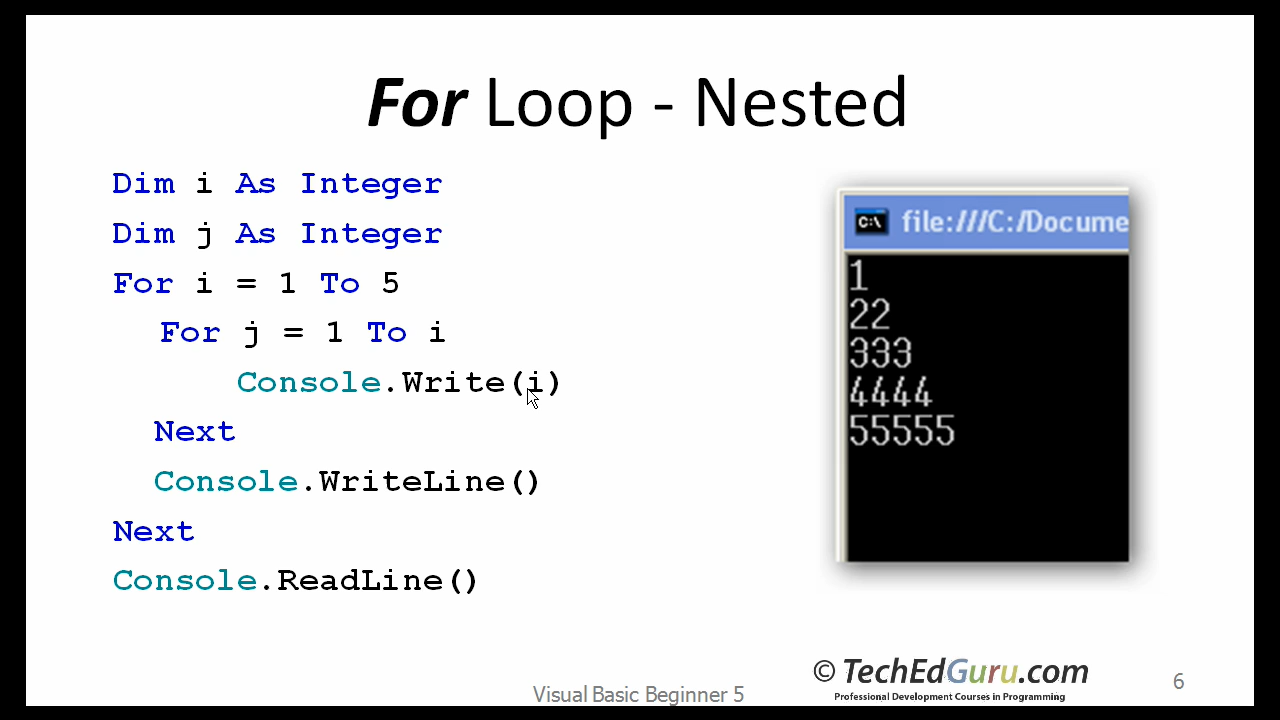 For Loop - Nested
Dim i As Integer
Dim j As Integer
For i = 1 To 5
For j = 1 To i
Console.Write(i)
Next
Console.WriteLine()
Next
Console.ReadLine()
C:\ file:///C:/Docume
1
22
333
4444
55555
© TechEdGuru.com
Professional Development Courses in Programming
Visual Basic Beginner 5
6